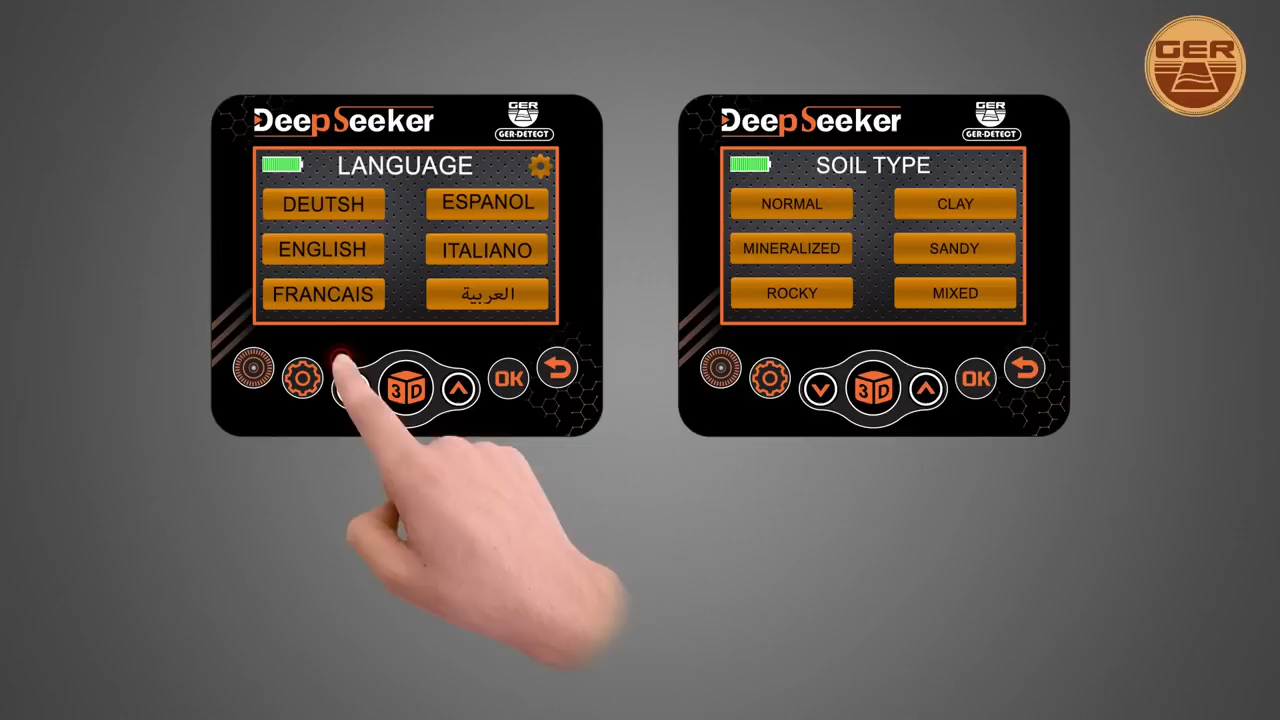 GER
DeepSeeker
GER
GER-DETECT
LANGUAGE
DEUTSH
ESPANOL
ENGLISH
ITALIANO
FRANCAIS
العربية
3D
OK
DeepSeeker
GER
GER-DETECT
SOIL TYPE
NORMAL
CLAY
MINERALIZED
SANDY
ROCKY
MIXED
3D
OK